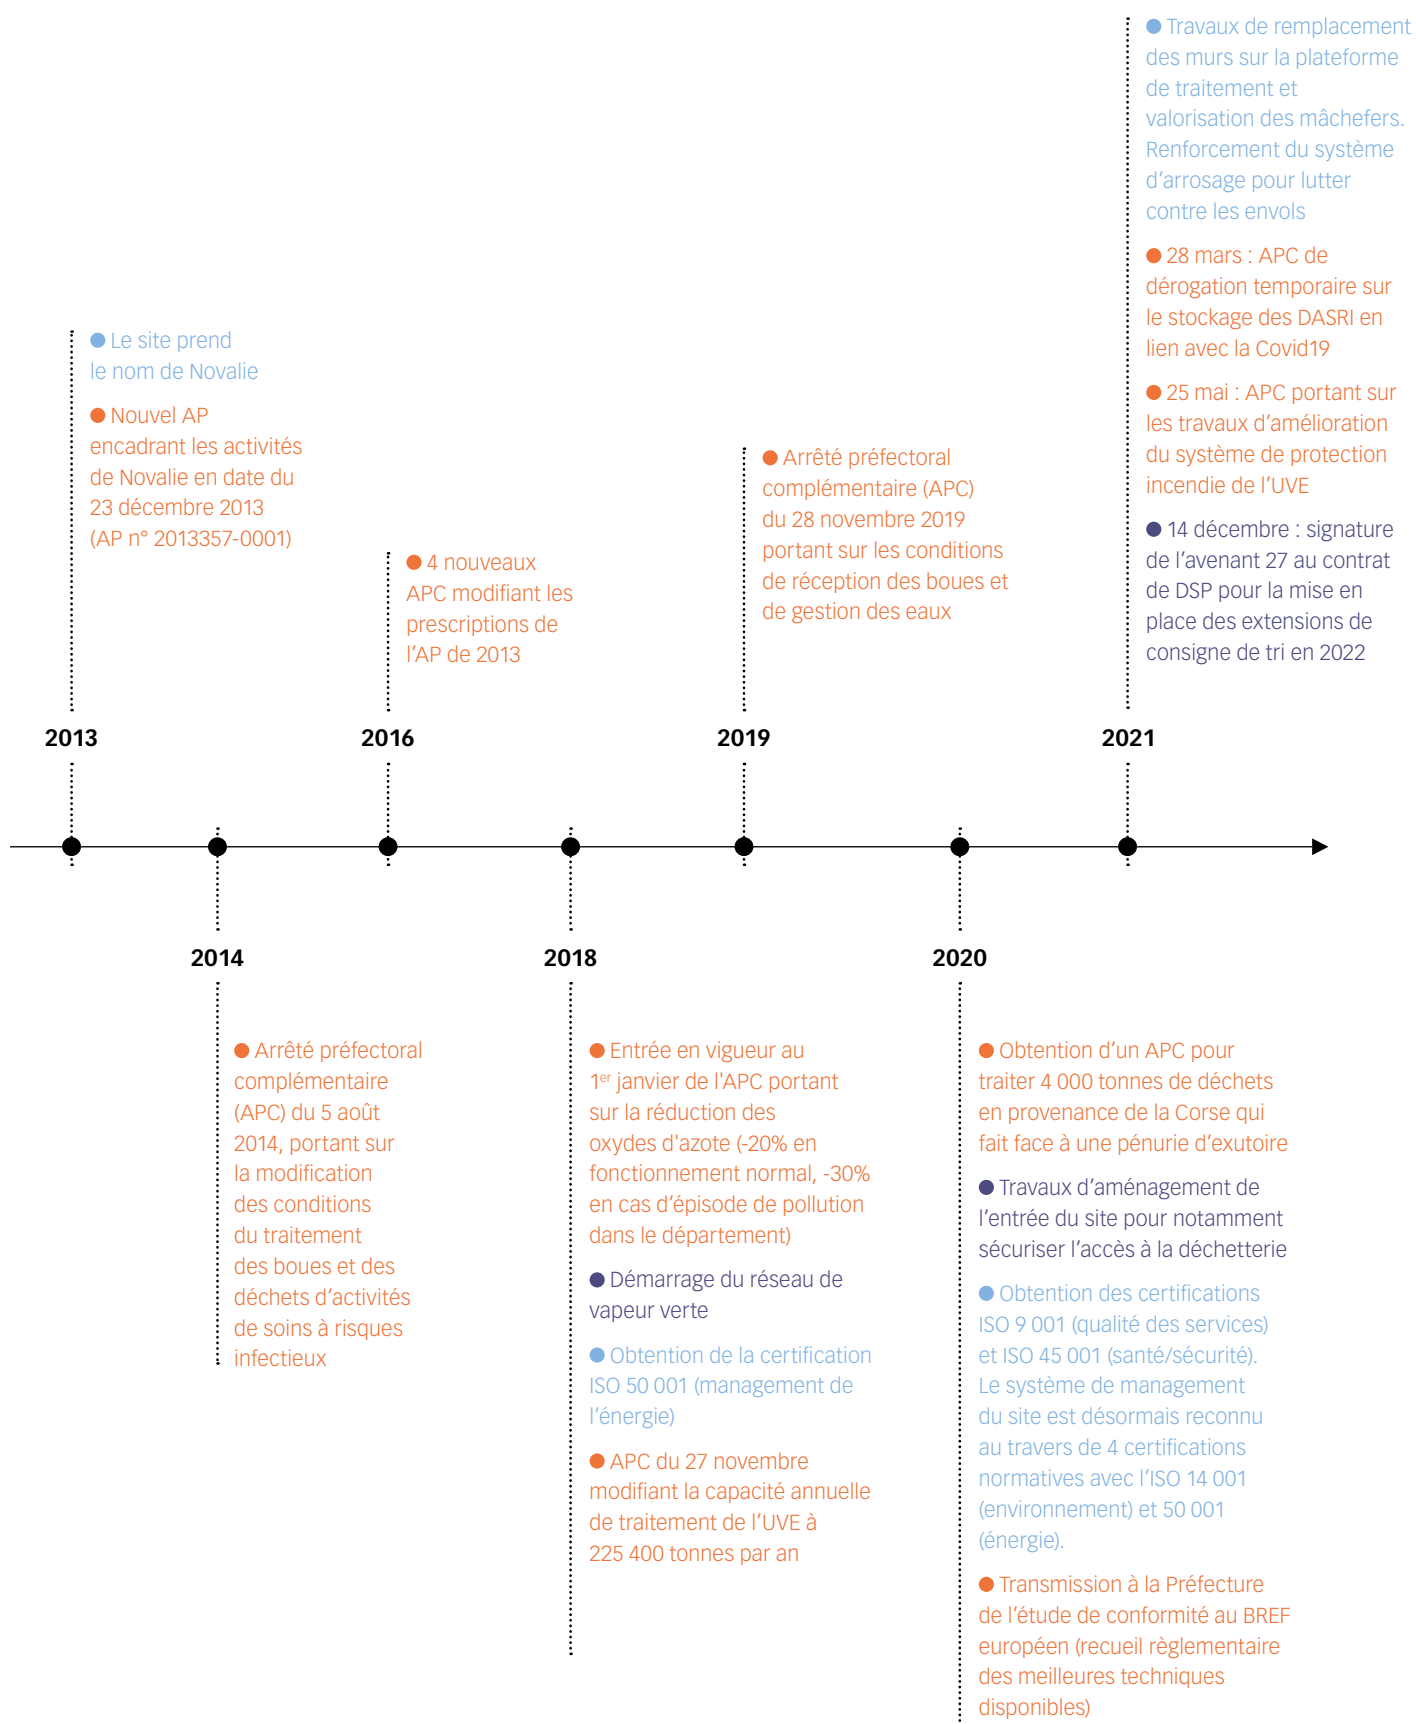 ● Travaux de remplacement
des murs sur la plateforme
de traitement et
valorisation des mâchefers.
Renforcement du système
d’arrosage pour lutter
contre les envols
● 28 mars : APC de
dérogation temporaire sur
le stockage des DASRI en
lien avec la Covid19
● 25 mai : APC portant sur
les travaux d’amélioration
du système de protection
incendie de l’UVE
● 14 décembre : signature
de l’avenant 27 au contrat
de DSP pour la mise en
place des extensions de
consigne de tri en 2022
● Le site prend
le nom de Novalie
● Nouvel AP
encadrant les activités
de Novalie en date du
23 décembre 2013
(AP n° 2013357-0001)
● 4 nouveaux
APC modifiant les
prescriptions de
l’AP de 2013
● Arrêté préfectoral
complémentaire (APC)
du 28 novembre 2019
portant sur les conditions
de réception des boues et
de gestion des eaux
2013
2016
2019
2021
2014
2018
2020
● Arrêté préfectoral
complémentaire
(APC) du 5 août
2014, portant sur
la modification
des conditions
du traitement
des boues et des
déchets d’activités
de soins à risques
infectieux
● Entrée en vigueur au
1er janvier de l'APC portant
sur la réduction des
oxydes d'azote (-20% en
fonctionnement normal, -30%
en cas d’épisode de pollution
dans le département)
● Démarrage du réseau de
vapeur verte
● Obtention de la certification
ISO 50 001 (management de
l’énergie)
● APC du 27 novembre
modifiant la capacité annuelle
de traitement de l’UVE à
225 400 tonnes par an
● Obtention d’un APC pour
traiter 4 000 tonnes de déchets
en provenance de la Corse qui
fait face à une pénurie d’exutoire
● Travaux d’aménagement de
l’entrée du site pour notamment
sécuriser l’accès à la déchetterie
● Obtention des certifications
ISO 9 001 (qualité des services)
et ISO 45 001 (santé/sécurité).
Le système de management
du site est désormais reconnu
au travers de 4 certifications
normatives avec l’ISO 14 001
(environnement) et 50 001
(énergie).
● Transmission à la Préfecture
de l’étude de conformité au BREF
européen (recueil règlementaire
des meilleures techniques
disponibles)